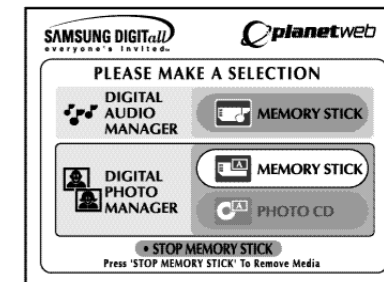 SAMSUNG DIGITall
everyone's invited™
planetweb
PLEASE MAKE A SELECTION
DIGITAL
AUDIO
MANAGER
MEMORY STICK
DIGITAL
PHOTO
MANAGER
MEMORY STICK
PHOTO CD
• STOP MEMORY STICK
Press 'STOP MEMORY STICK' To Remove Media